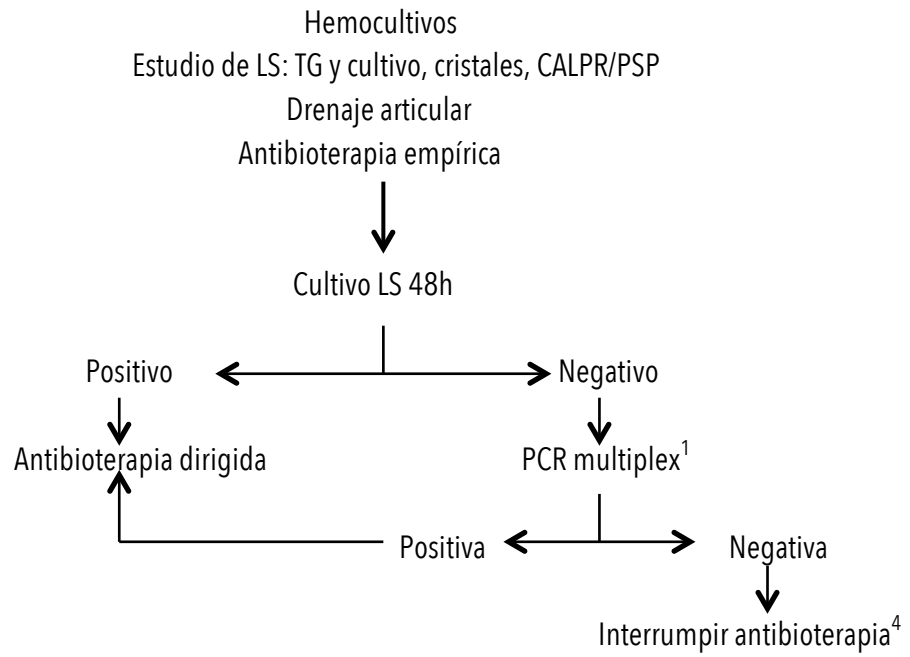 Hemocultivos
Estudio de LS: TG y cultivo, cristales, CALPR/PSP
Drenaje articular
Antibioterapia empírica
Cultivo LS 48h
Positivo
Negativo
Antibioterapia dirigida
PCR multiplex¹
Positiva
Negativa
Interrumpir antibioterapia⁴